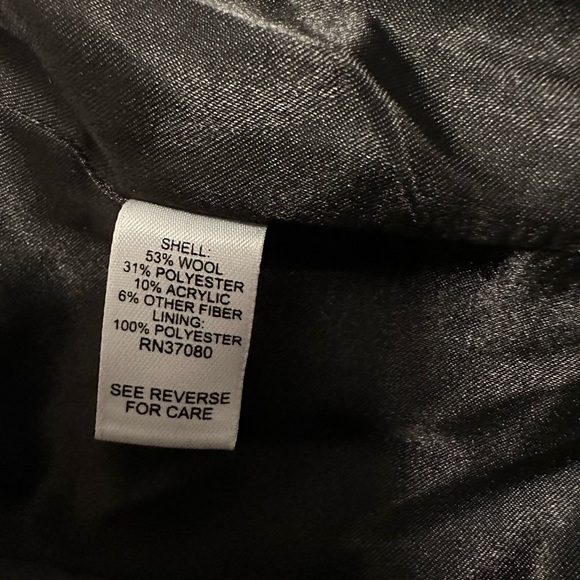 SHELL:
53% WOOL
31% POLYESTER
10% ACRYLIC
6% OTHER FIBER
LINING:
100% POLYESTER
RN37080
SEE REVERSE
FOR CARE